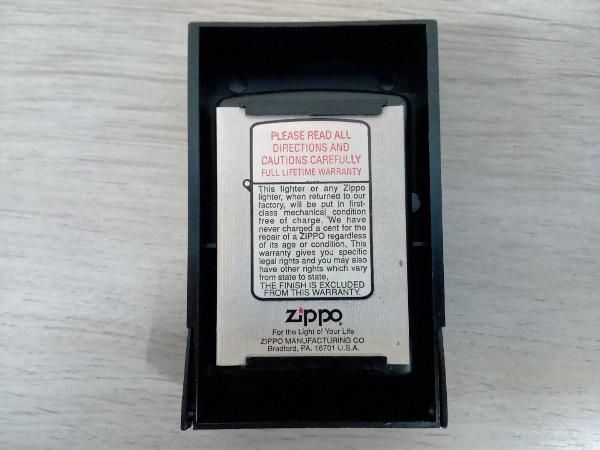 PLEASE READ ALL
DIRECTIONS AND
CAUTIONS CAREFULLY
FULL LIFETIME WARRANTY
This lighter or any Zippo
lighter, when returned to our
factory, will be put in first-
class mechanical condition
free of charge. We have
never charged a cent for the
repair of a ZIPPO regardless
of its age or condition. This
warranty gives you specific
legal rights and you may also
have other rights which vary
from state to state.
THE FINISH IS EXCLUDED
FROM THIS WARRANTY.
Zippo®
For the Light of Your Life
ZIPPO MANUFACTURING CO
Bradford, PA. 16701 U.S.A.